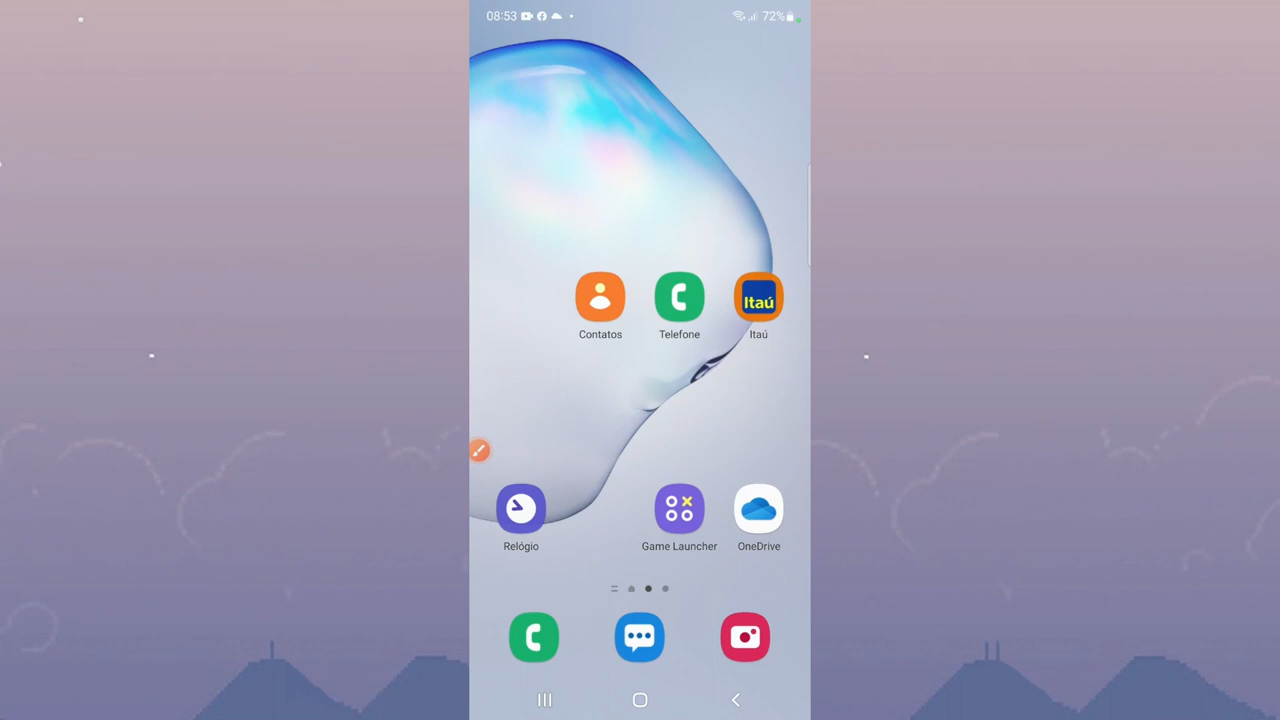 08:53
72%
Itaú
Contatos
Telefone
Itaú
Relógio
Game Launcher
OneDrive